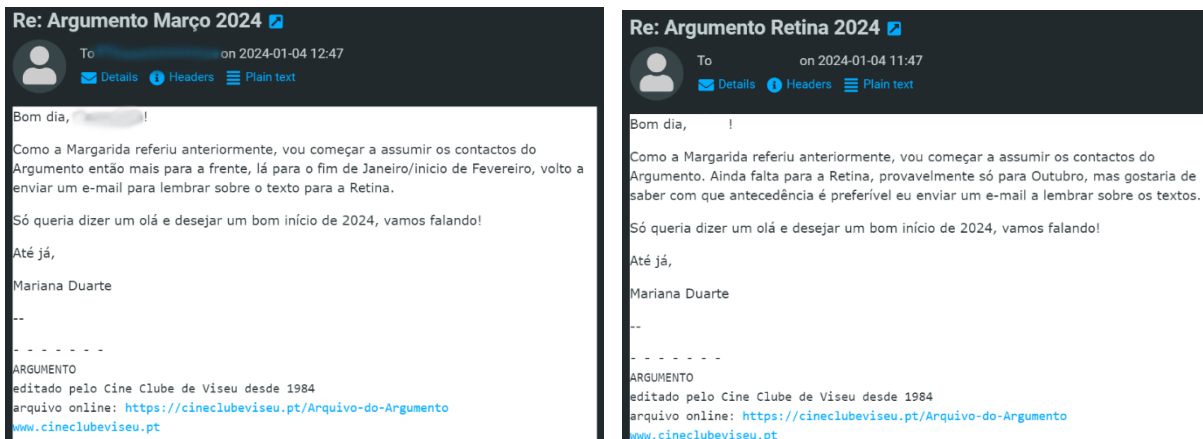 Re: Argumento Março 2024
To on 2024-01-04 12:47
Details Headers Plain text
Bom dia, !
Como a Margarida referiu anteriormente, vou começar a assumir os contactos do
Argumento então mais para a frente, lá para o fim de Janeiro/inicio de Fevereiro, volto a
enviar um e-mail para lembrar sobre o texto para a Retina.
Só queria dizer um olá e desejar um bom início de 2024, vamos falando!
Até já,
Mariana Duarte
--
- - - - - - -
ARGUMENTO
editado pelo Cine Clube de Viseu desde 1984
arquivo online: https://cineclubeviseu.pt/Arquivo-do-Argumento
www.cineclubeviseu.pt
Re: Argumento Retina 2024
To on 2024-01-04 11:47
Details Headers Plain text
Bom dia, !
Como a Margarida referiu anteriormente, vou começar a assumir os contactos do
Argumento. Ainda falta para a Retina, provavelmente só para Outubro, mas gostaria de
saber com que antecedência é preferível eu enviar um e-mail a lembrar sobre os textos.
Só queria dizer um olá e desejar um bom início de 2024, vamos falando!
Até já,
Mariana Duarte
--
- - - - - - -
ARGUMENTO
editado pelo Cine Clube de Viseu desde 1984
arquivo online: https://cineclubeviseu.pt/Arquivo-do-Argumento
www.cineclubeviseu.pt